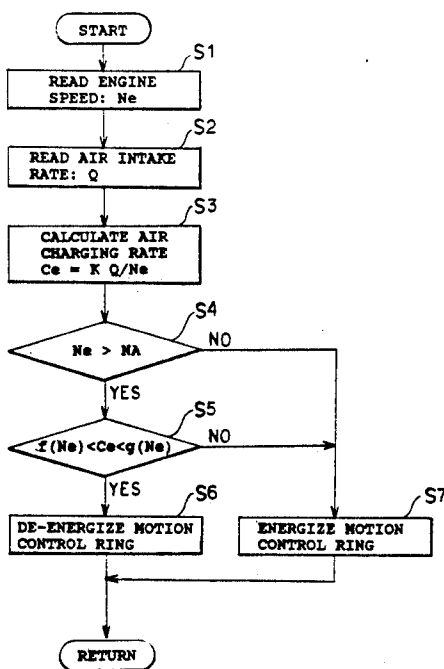 START
S1
READ ENGINE
SPEED: Ne
S2
READ AIR INTAKE
RATE: Q
S3
CALCULATE AIR
CHARGING RATE
Ce = K Q/Ne
S4
Ne > NA
NO
YES
S5
f(Ne)<Ce<g(Ne)
NO
YES
S6
DE-ENERGIZE MOTION
CONTROL RING
S7
ENERGIZE MOTION
CONTROL RING
RETURN